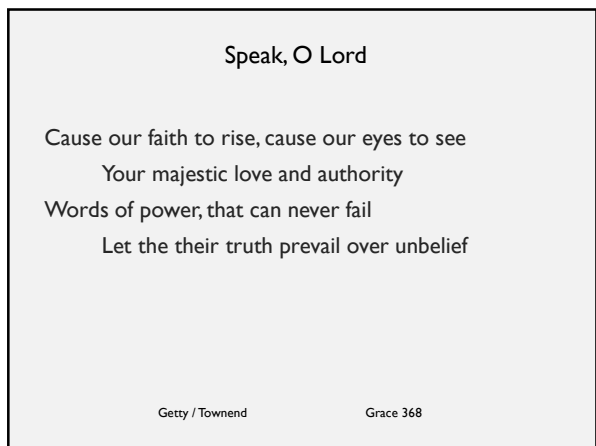 Speak, O Lord
Cause our faith to rise, cause our eyes to see
Your majestic love and authority
Words of power, that can never fail
Let the their truth prevail over unbelief
Getty / Townend Grace 368